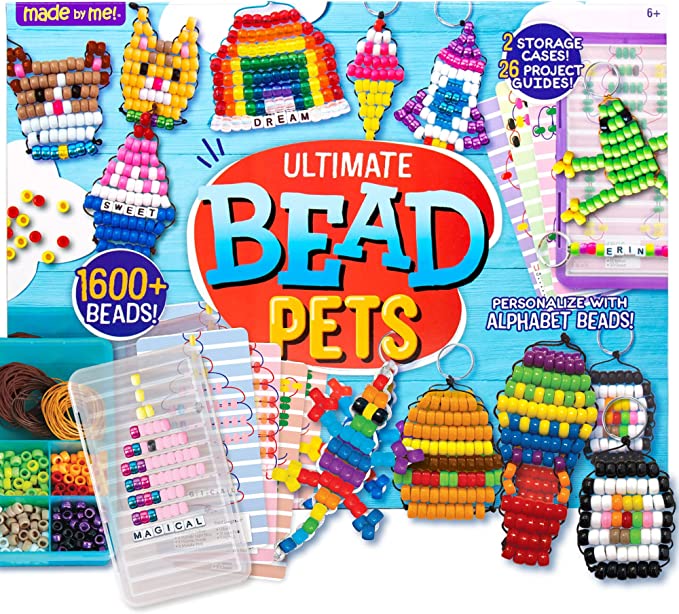 made by me!
6+
2 STORAGE
CASES!
26 PROJECT
GUIDES!
DREAM
SWEET
ULTIMATE
BEAD
PETS
1600+
BEADS!
ERIN
PERSONALIZE WITH
ALPHABET BEADS!
MAGICAL